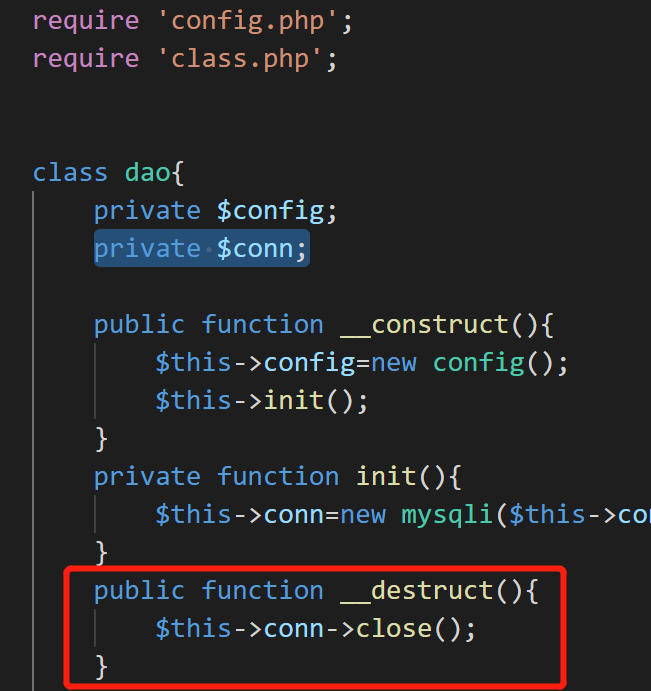 require 'config.php';
require 'class.php';
class dao{
private $config;
private $conn;
public function __construct(){
$this->config=new config();
$this->init();
}
private function init(){
$this->conn=new mysqli($this->co
}
public function __destruct(){
$this->conn->close();
}